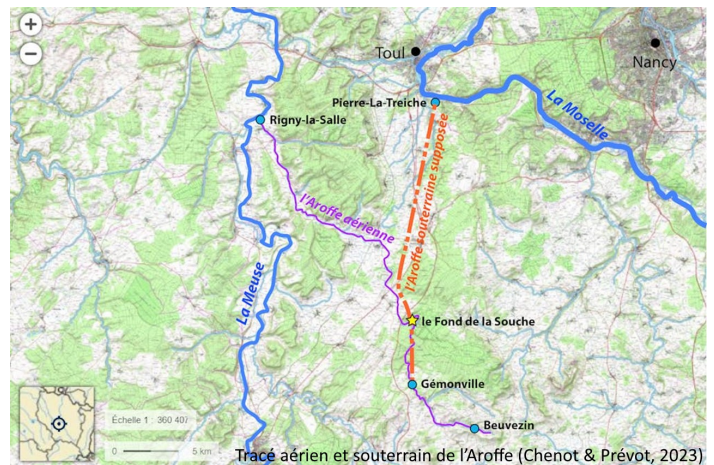 +
−
Toul
Nancy
Pierre-La-Treiche
La Moselle
Rigny-la-Salle
l'Aroffe souterraine supposée
l'Aroffe aérienne
La Meuse
le Fond de la Souche
Gémonville
Beuvezin
Échelle 1 : 360 407
0 5 km
Tracé aérien et souterrain de l'Aroffe (Chenot & Prévot, 2023)